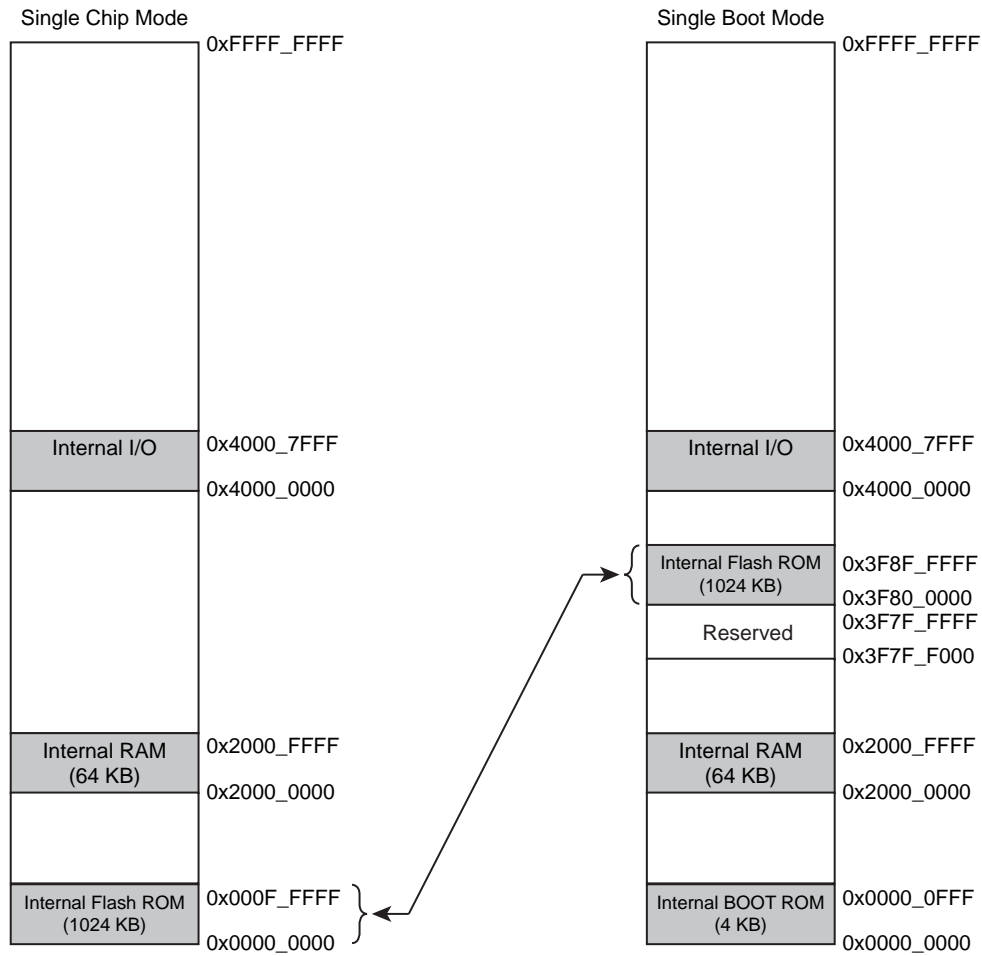 Single Chip Mode
0xFFFF_FFFF
Internal I/O
0x4000_7FFF
0x4000_0000
Internal RAM
(64 KB)
0x2000_FFFF
0x2000_0000
Internal Flash ROM
(1024 KB)
0x000F_FFFF
0x0000_0000
Single Boot Mode
0xFFFF_FFFF
Internal I/O
0x4000_7FFF
0x4000_0000
Internal Flash ROM
(1024 KB)
0x3F8F_FFFF
0x3F80_0000
Reserved
0x3F7F_FFFF
0x3F7F_F000
Internal RAM
(64 KB)
0x2000_FFFF
0x2000_0000
Internal BOOT ROM
(4 KB)
0x0000_0FFF
0x0000_0000